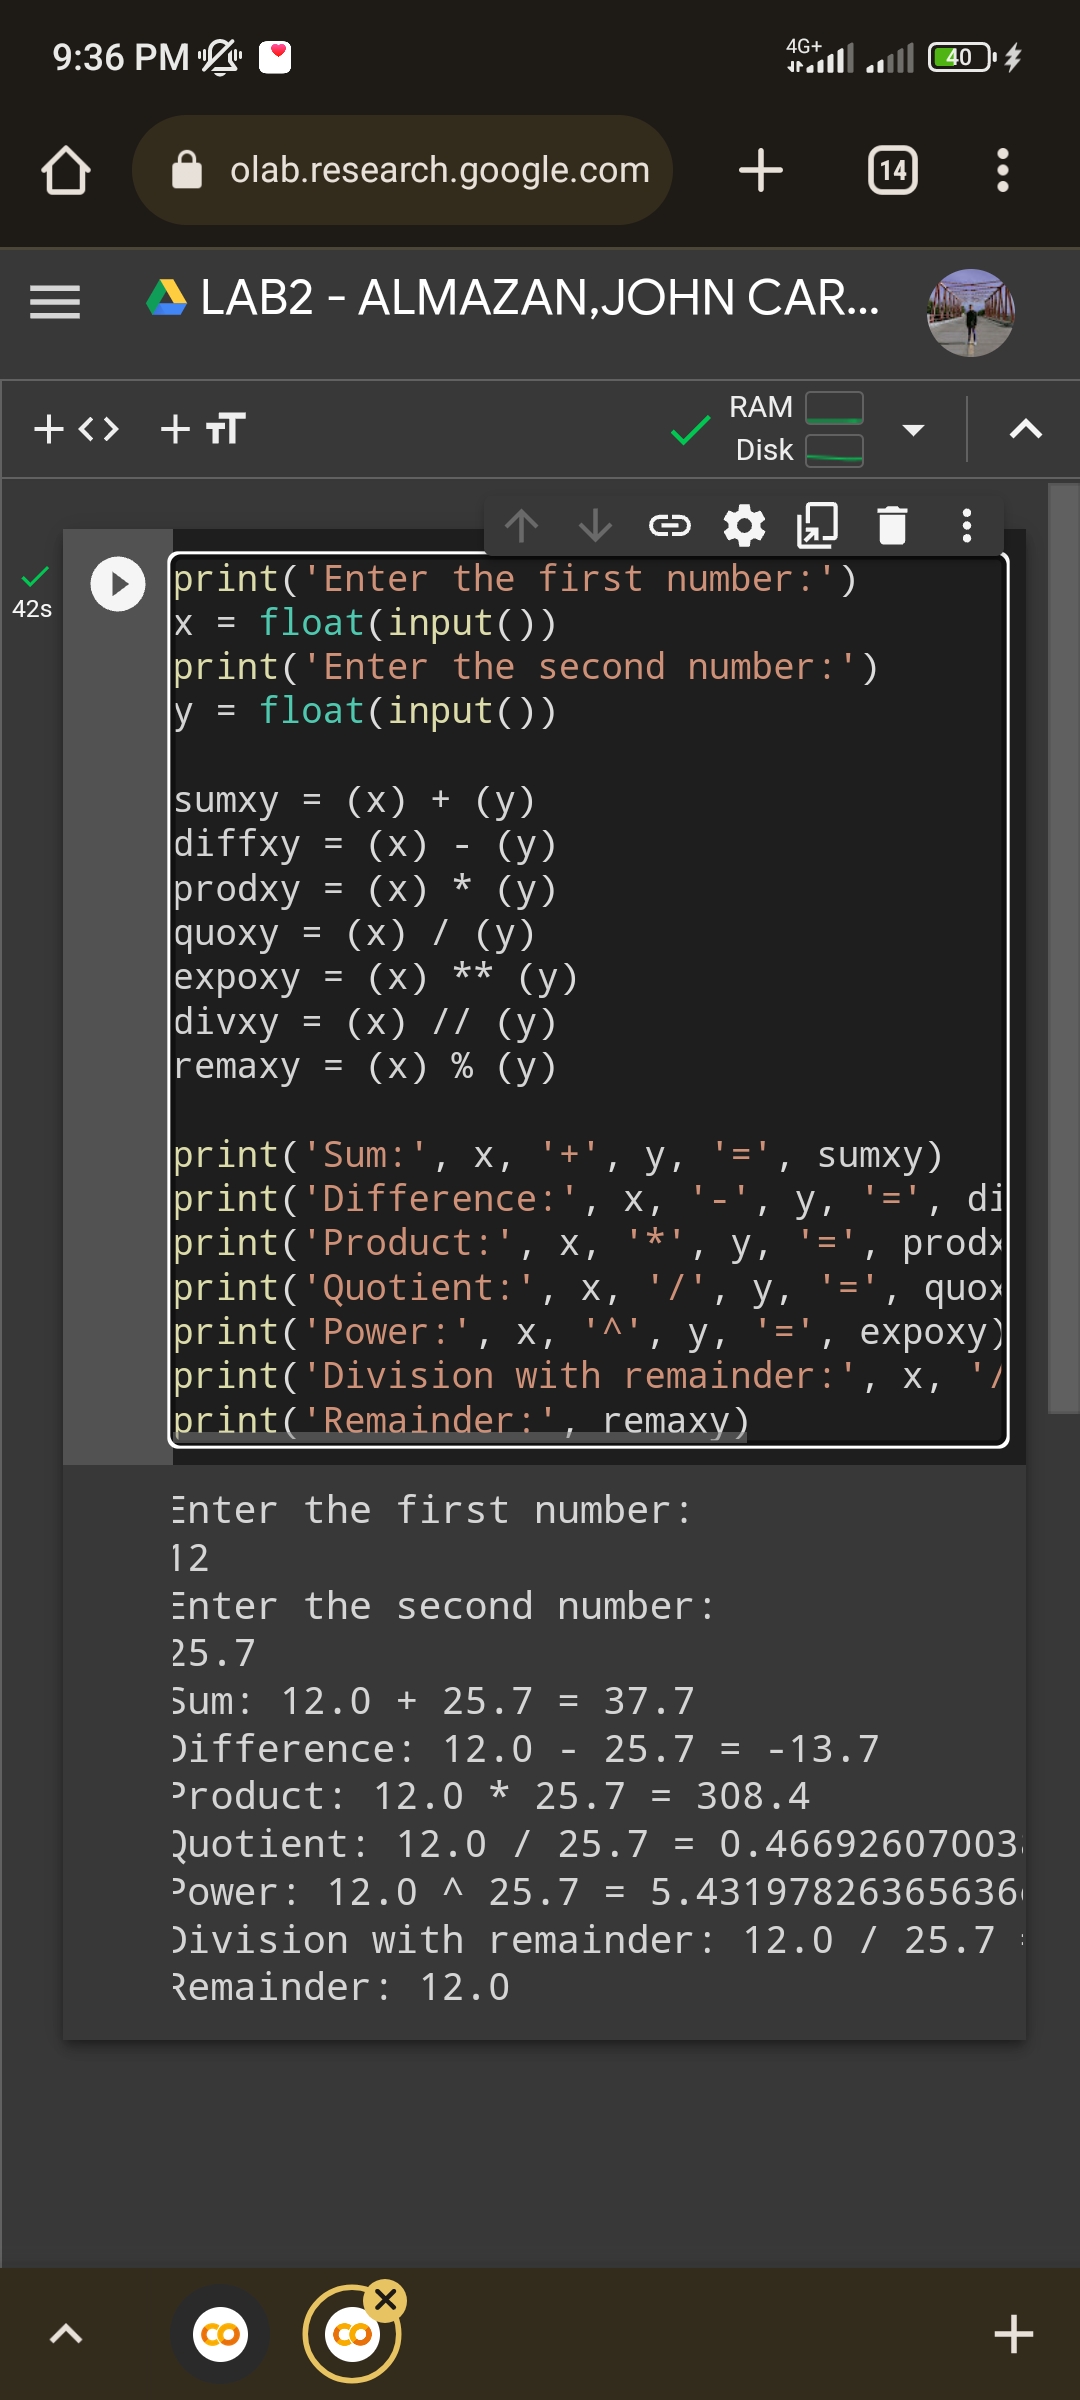 9:36 PM
4G+
40
olab.research.google.com
14
LAB2 - ALMAZAN,JOHN CAR...
RAM
Disk
42s
print('Enter the first number:')
x = float(input())
print('Enter the second number:')
y = float(input())
sumxy = (x) + (y)
diffxy = (x) - (y)
prodxy = (x) * (y)
quoxy = (x) / (y)
expoxy = (x) ** (y)
divxy = (x) // (y)
remaxy = (x) % (y)
print('Sum:', x, '+', y, '=', sumxy)
print('Difference:', x, '-', y, '=', di
print('Product:', x, '*', y, '=', prodx
print('Quotient:', x, '/', y, '=', quox
print('Power:', x, '^', y, '=', expoxy)
print('Division with remainder:', x, '/
print('Remainder:', remaxy)
Enter the first number:
12
Enter the second number:
25.7
Sum: 12.0 + 25.7 = 37.7
Difference: 12.0 - 25.7 = -13.7
Product: 12.0 * 25.7 = 308.4
Quotient: 12.0 / 25.7 = 0.46692607003
Power: 12.0 ^ 25.7 = 5.43197826365636
Division with remainder: 12.0 / 25.7
Remainder: 12.0